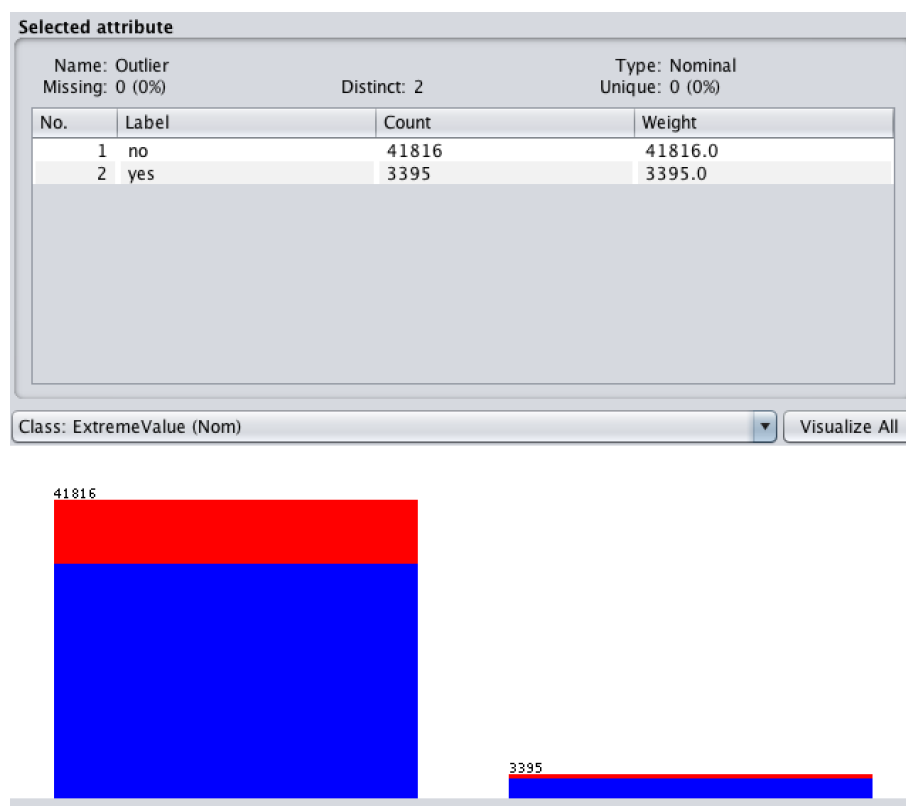 Selected attribute
Name: Outlier Type: Nominal
Missing: 0 (0%) Distinct: 2 Unique: 0 (0%)
No. Label Count Weight
1 no 41816 41816.0
2 yes 3395 3395.0
Class: ExtremeValue (Nom) Visualize All
41816
3395